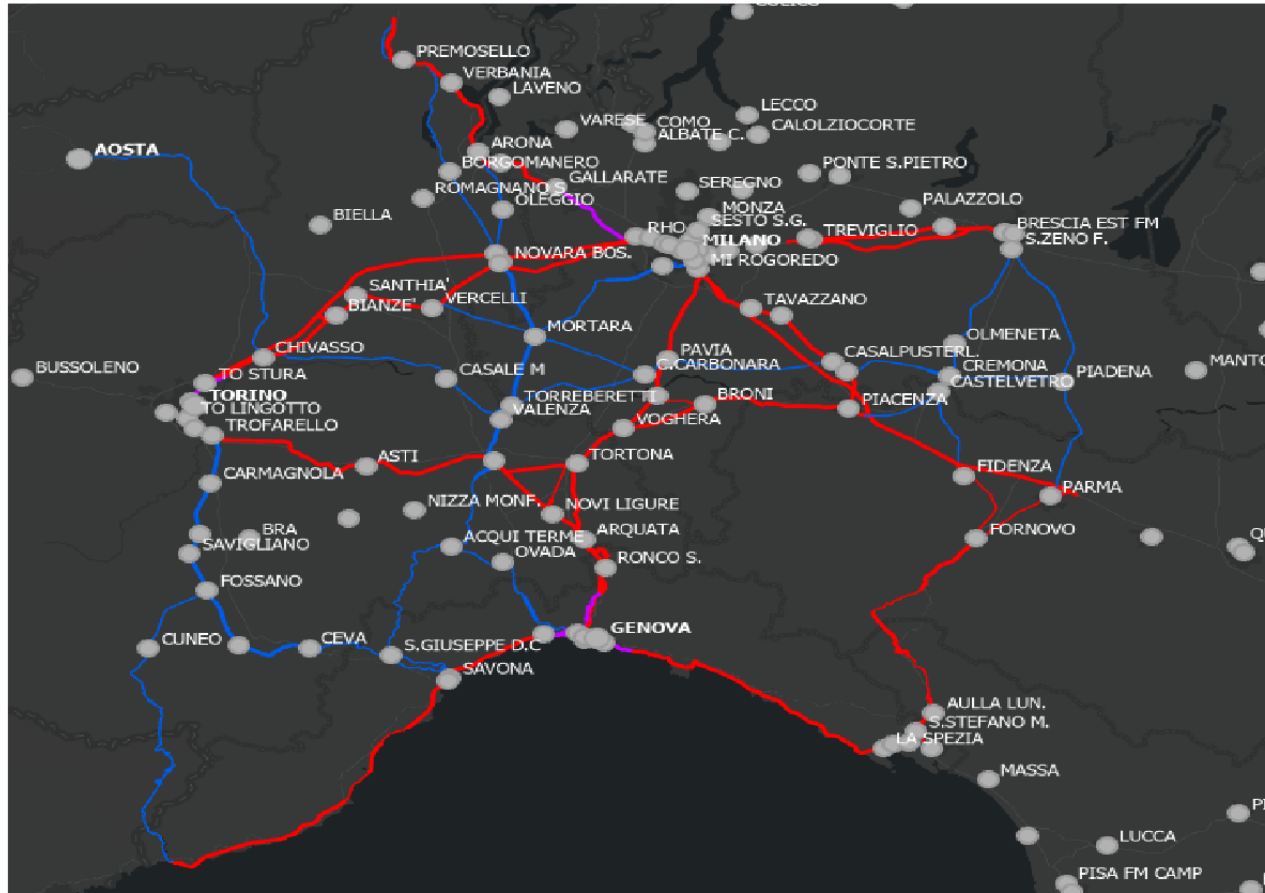 PREMOSELLO
VERBANIA
LAVENO
LECCO
VARESE
COMO
CALOLZIOCORTE
ALBATE C.
AOSTA
ARONA
BORGOMANERO
PONTE S.PIETRO
GALLARATE
SEREGNO
ROMAGNANO S
OLEGGIO
PALAZZOLO
BIELLA
MONZA
SESTO S.G.
BRESCIA EST FM
RHO
TREVIGLIO
MILANO
S.ZENO F.
NOVARA BOS.
MI ROGOREDO
SANTHIA'
BIANZE'
VERCELLI
TAVAZZANO
MORTARA
OLMENETA
CHIVASSO
PAVIA
CASALPUSTERL.
BUSSOLENO
TO STURA
CASALE M
C.CARBONARA
CREMONA
PIADENA
MANTO
CASTELVETRO
TORINO
TORREBERETTI
BRONI
PIACENZA
TO LINGOTTO
VALENZA
TROFARELLO
VOGHERA
ASTI
TORTONA
FIDENZA
CARMAGNOLA
PARMA
NIZZA MONF.
NOVI LIGURE
BRA
ARQUATA
FORNOVO
SAVIGLIANO
ACQUI TERME
OVADA
RONCO S.
FOSSANO
GENOVA
CUNEO
CEVA
S.GIUSEPPE D.C
SAVONA
AULLA LUN.
S.STEFANO M.
LA SPEZIA
MASSA
LUCCA
PISA FM CAMP